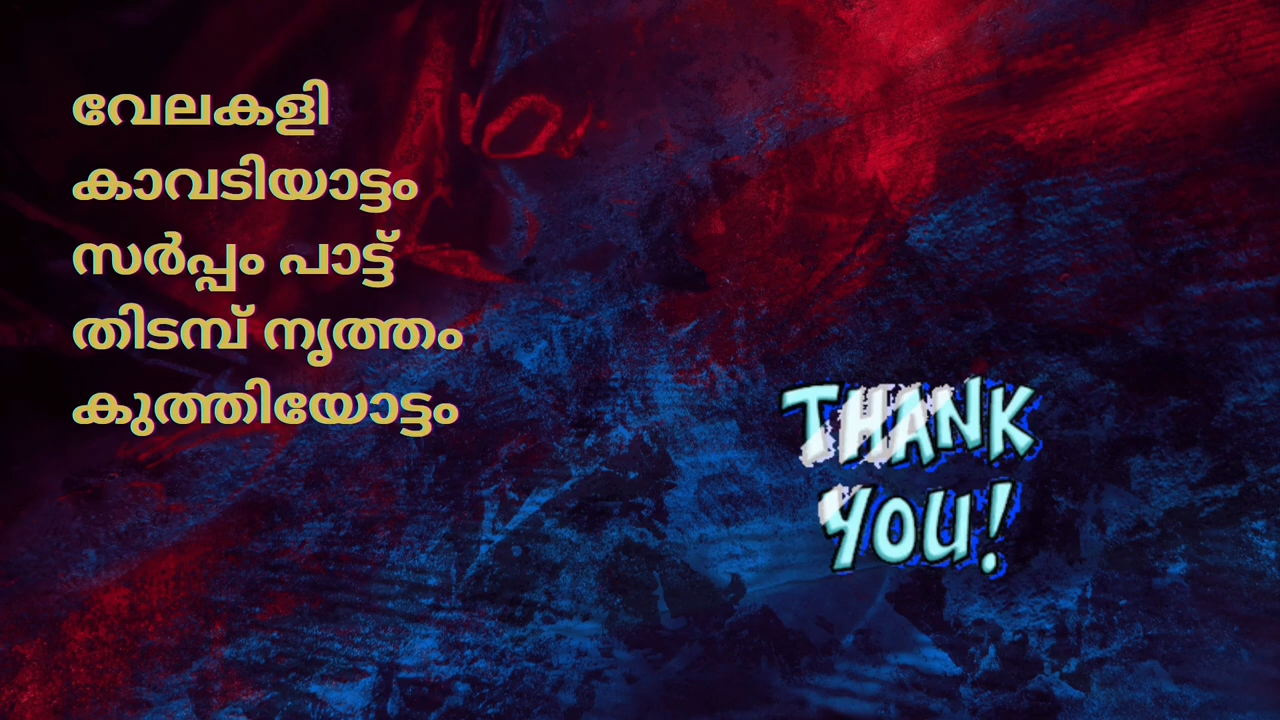 വേലകളി
കാവടിയാട്ടം
സർപ്പം പാട്ട്
തിടമ്പ് നൃത്തം
കുത്തിയോട്ടം
THANK
YOU!